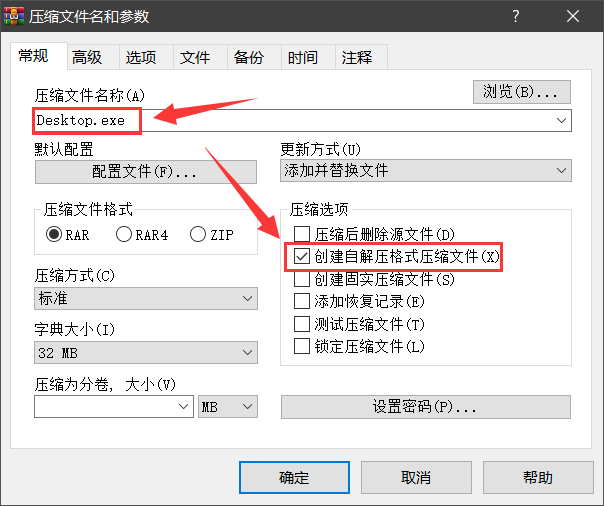 压缩文件名和参数
常规 高级 选项 文件 备份 时间 注释
压缩文件名称(A)
浏览(B)...
Desktop.exe
默认配置
配置文件(F)...
更新方式(U)
添加并替换文件
压缩文件格式
RAR RAR4 ZIP
压缩方式(C)
标准
字典大小(I)
32 MB
压缩为分卷, 大小(V)
MB
压缩选项
压缩后删除源文件(D)
创建自解压格式压缩文件(X)
创建固实压缩文件(S)
添加恢复记录(E)
测试压缩文件(T)
锁定压缩文件(L)
设置密码(P)...
确定 取消 帮助